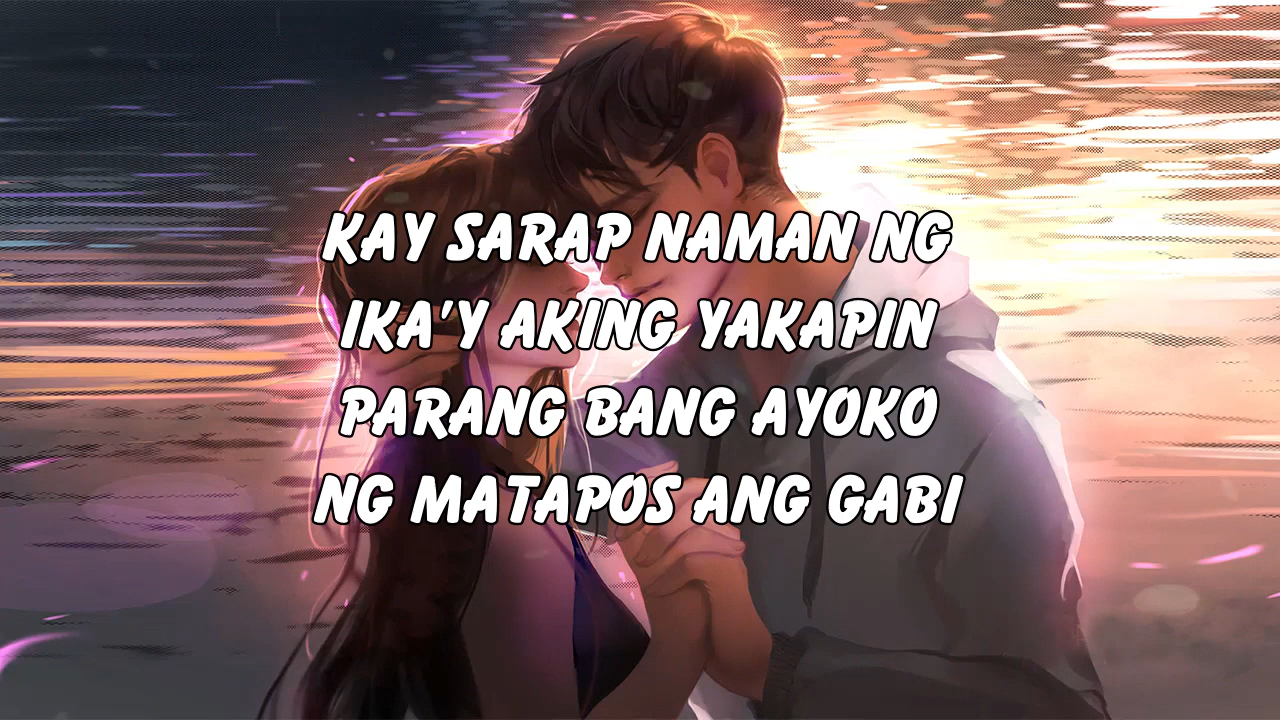 KAY SARAP NAMAN NG
IKA'Y AKING YAKAPIN
PARANG BANG AYOKO
NG MATAPOS ANG GABI